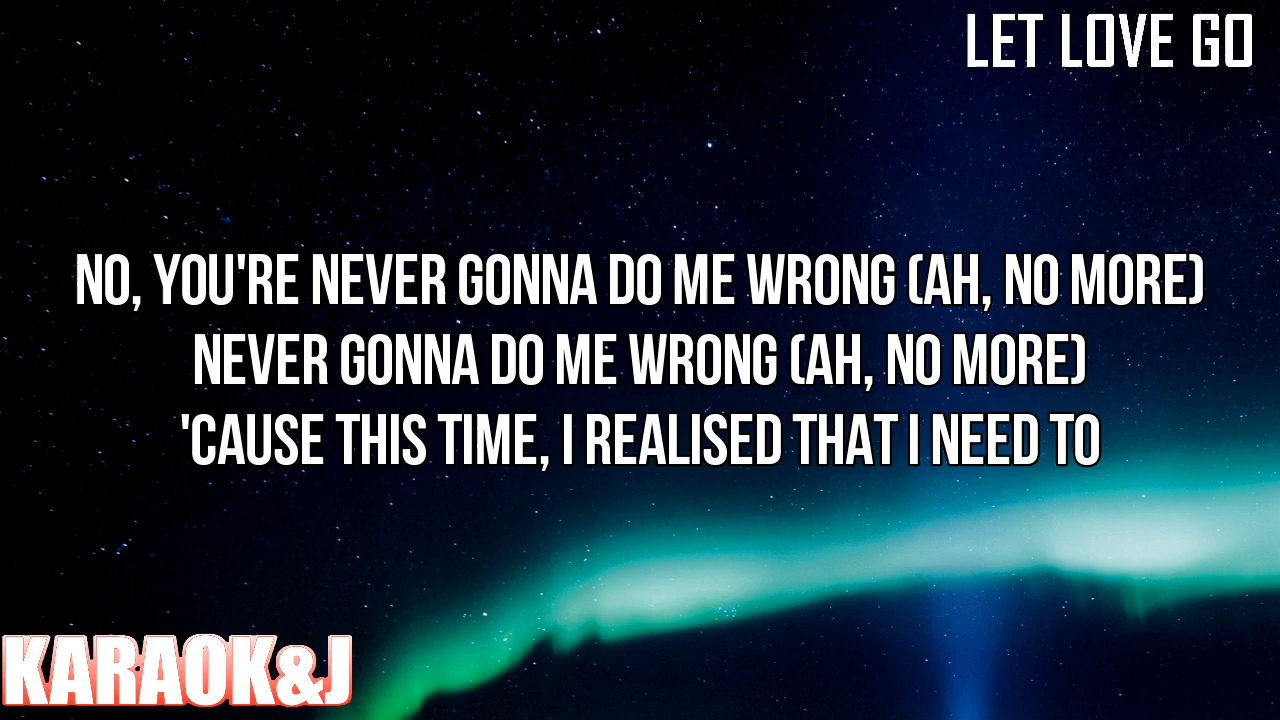 LET LOVE GO
NO, YOU'RE NEVER GONNA DO ME WRONG (AH, NO MORE)
NEVER GONNA DO ME WRONG (AH, NO MORE)
'CAUSE THIS TIME, I REALISED THAT I NEED TO
KARAOK&J